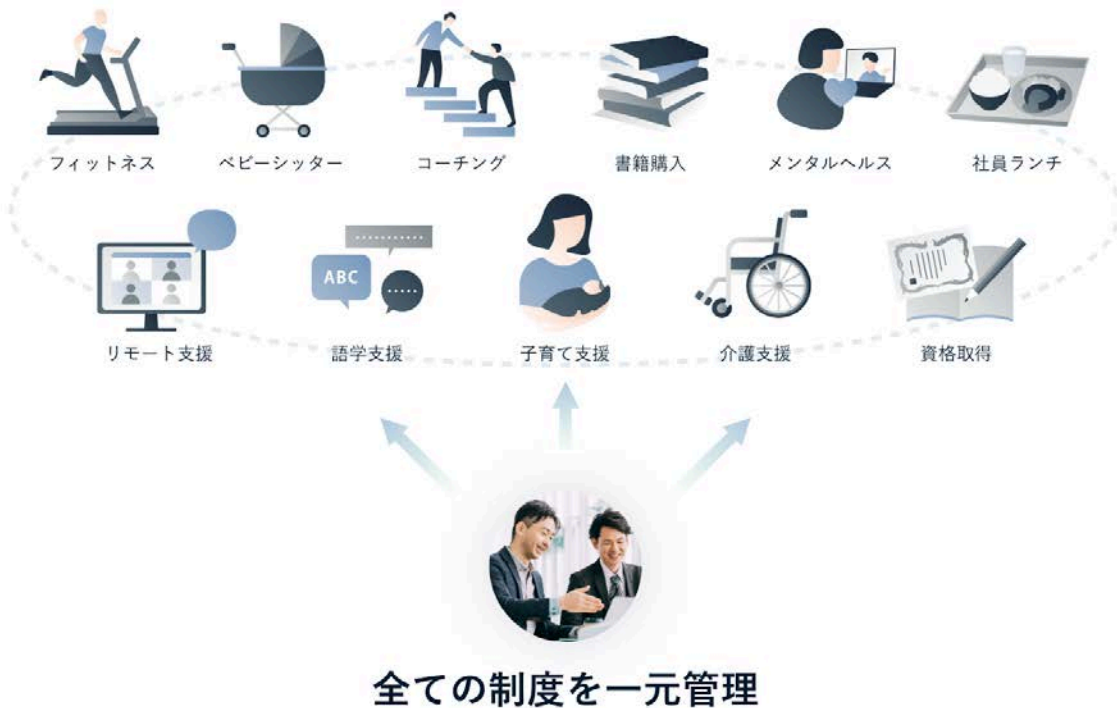 フィットネス
ベビーシッター
コーチング
書籍購入
メンタルヘルス
社員ランチ
ABC
リモート支援
語学支援
子育て支援
介護支援
資格取得
全ての制度を一元管理